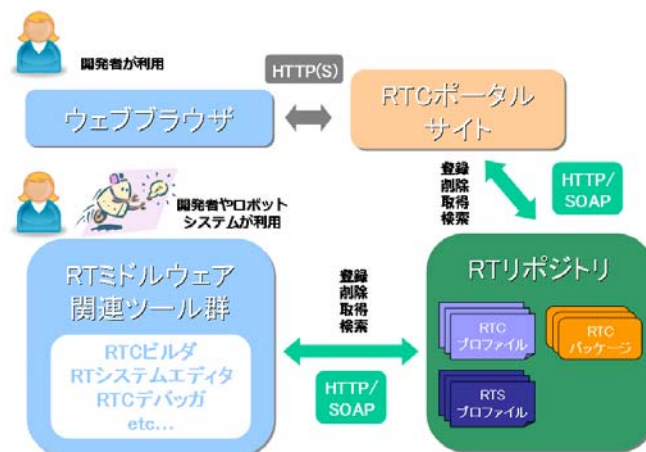 開発者が利用
HTTP(S)
ウェブブラウザ
RTCポータル
サイト
登録
削除
取得
検索
HTTP/
SOAP
開発者やロボット
システムが利用
RTミドルウェア
関連ツール群
RTCビルダ
RTシステムエディタ
RTCデバッガ
etc...
登録
削除
取得
検索
HTTP/
SOAP
RTリポジトリ
RTC
プロファイル
RTC
パッケージ
RTS
プロファイル